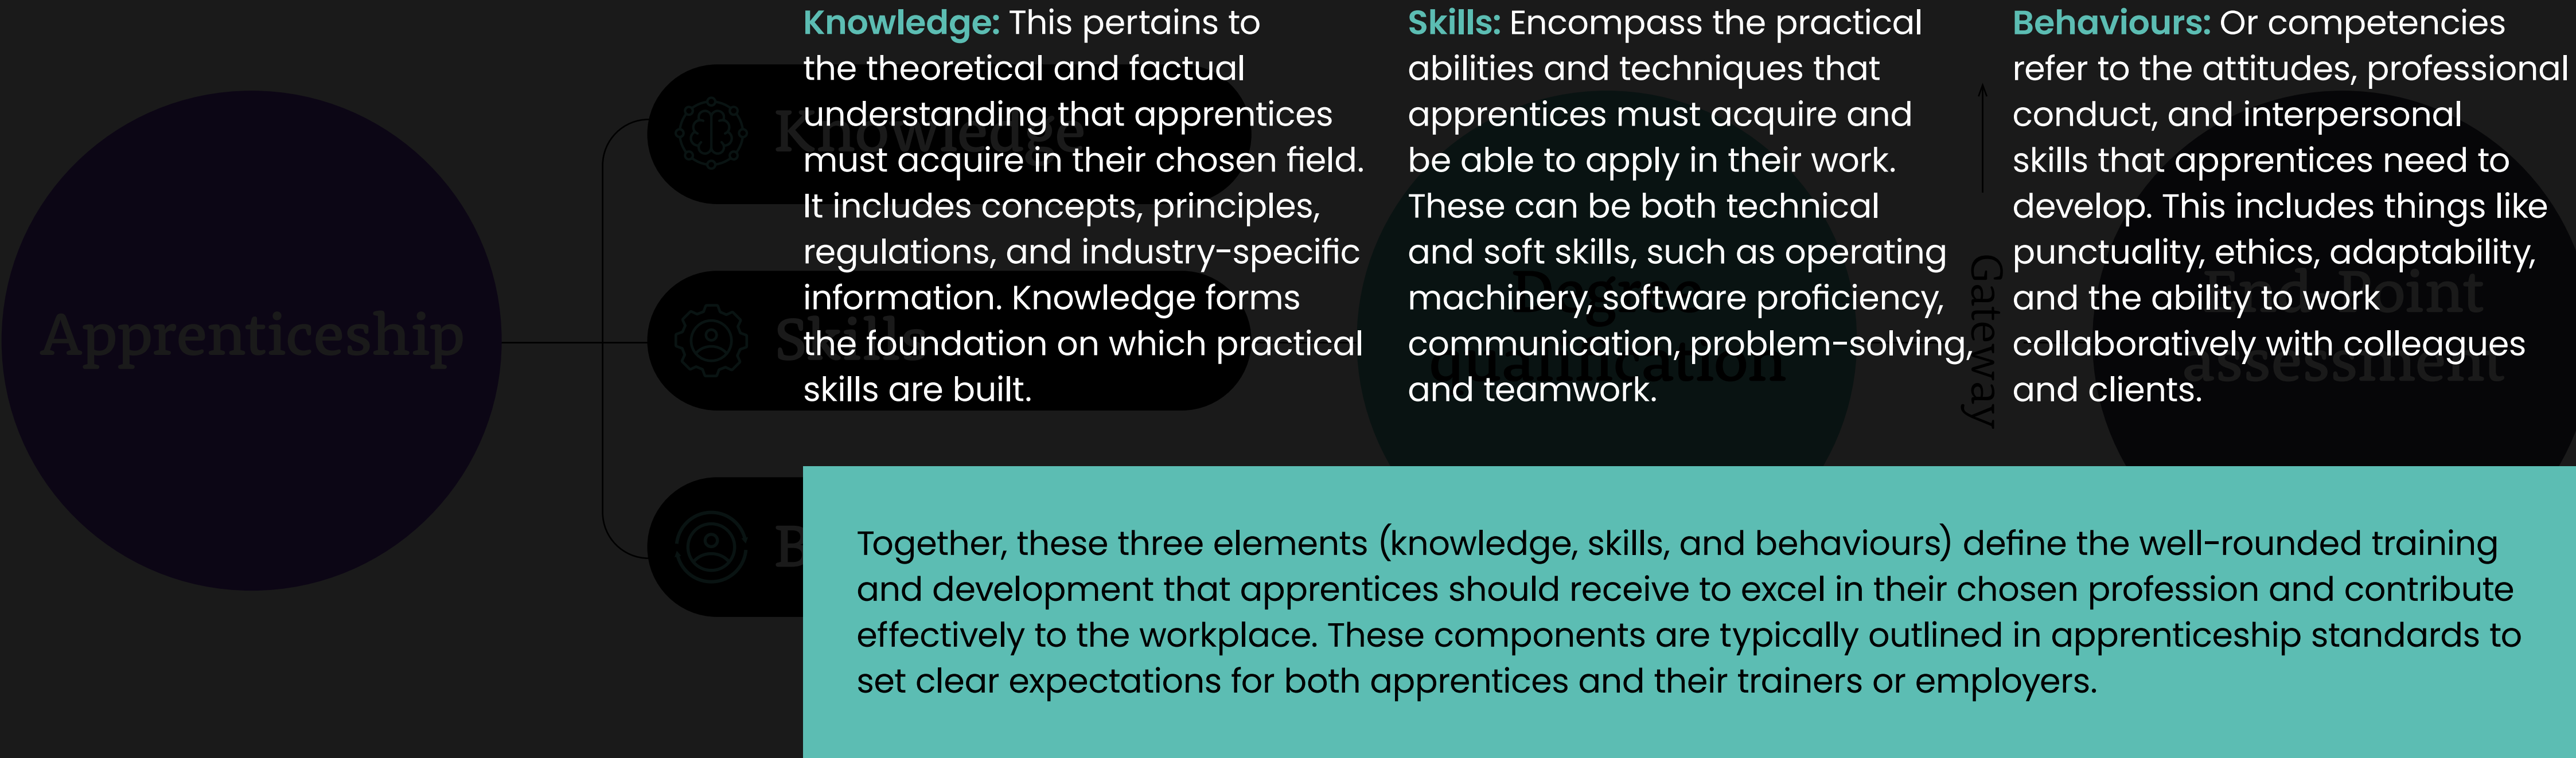 Knowledge: This pertains to
the theoretical and factual
understanding that apprentices
must acquire in their chosen field.
It includes concepts, principles,
regulations, and industry-specific
information. Knowledge forms
the foundation on which practical
skills are built.
Skills: Encompass the practical
abilities and techniques that
apprentices must acquire and
be able to apply in their work.
These can be both technical
and soft skills, such as operating
machinery, software proficiency,
communication, problem-solving,
and teamwork.
Behaviours: Or competencies
refer to the attitudes, professional
conduct, and interpersonal
skills that apprentices need to
develop. This includes things like
punctuality, ethics, adaptability,
and the ability to work
collaboratively with colleagues
and clients.
Together, these three elements (knowledge, skills, and behaviours) define the well-rounded training
and development that apprentices should receive to excel in their chosen profession and contribute
effectively to the workplace. These components are typically outlined in apprenticeship standards to
set clear expectations for both apprentices and their trainers or employers.
Apprenticeship
Knowledge
Skills
B
Degree
qualification
Gateway
End-Point
assessment